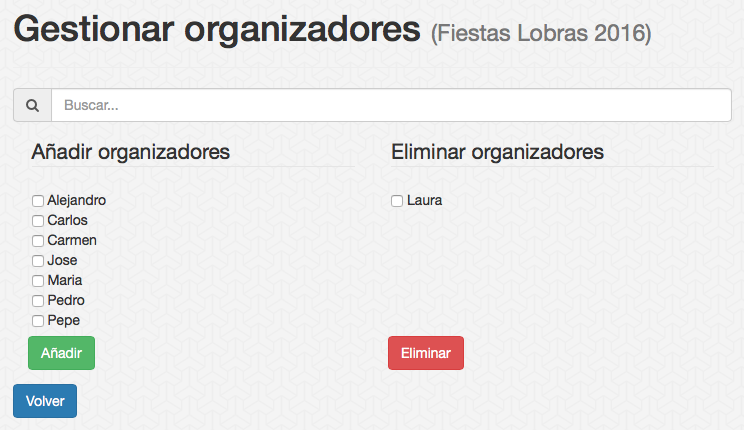 Gestionar organizadores (Fiestas Lobras 2016)
Buscar...
Añadir organizadores
Alejandro
Carlos
Carmen
Jose
Maria
Pedro
Pepe
Añadir
Eliminar organizadores
Laura
Eliminar
Volver